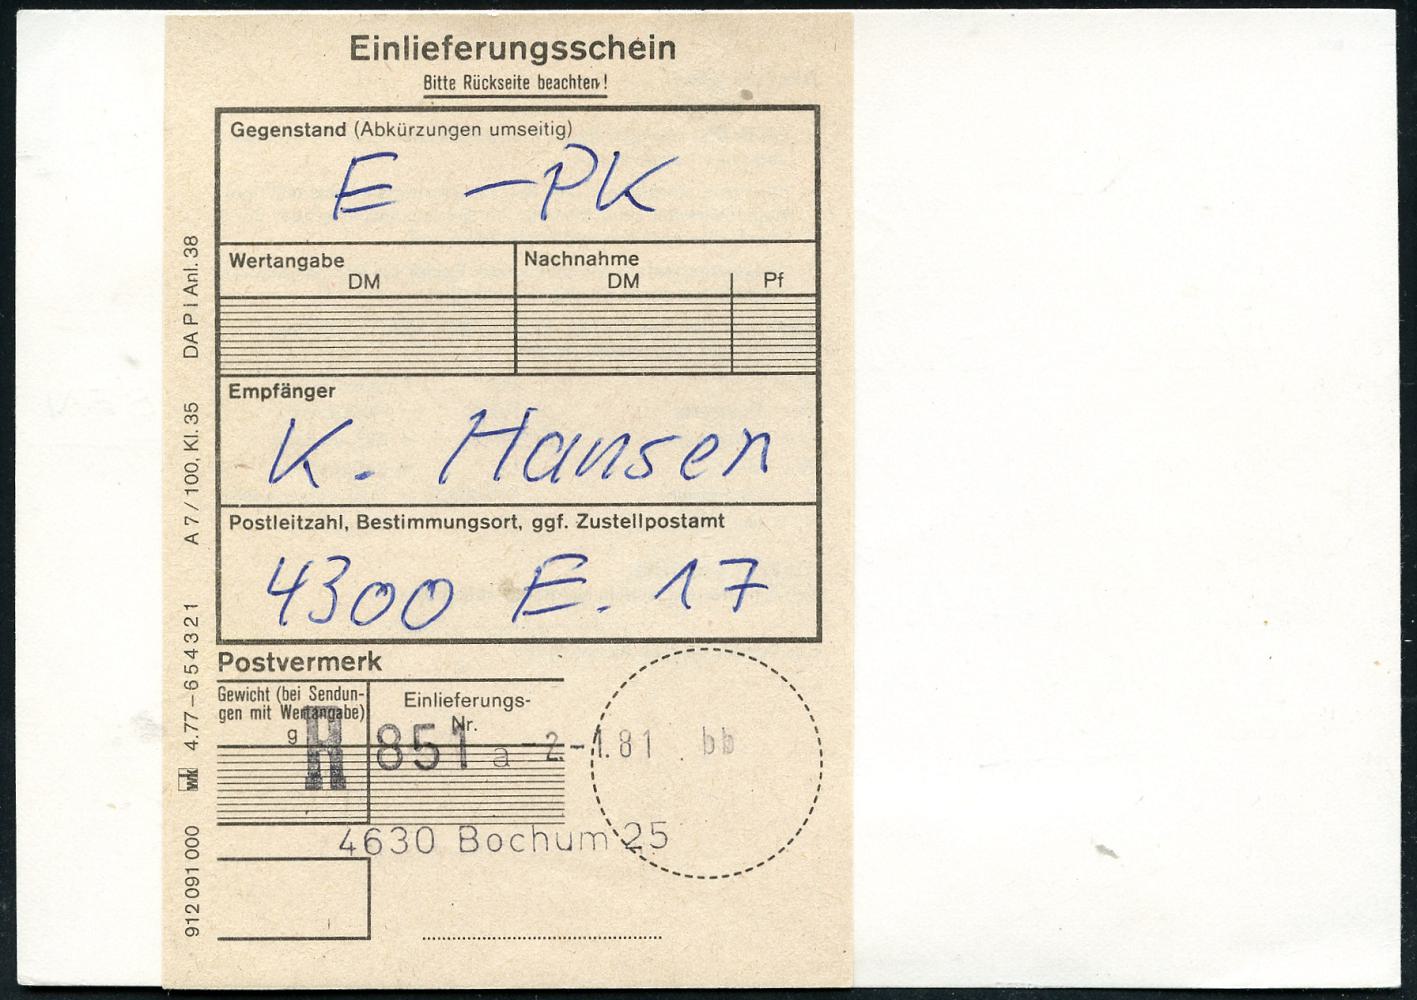 Einlieferungsschein
Bitte Rückseite beachten!
Gegenstand (Abkürzungen umseitig)
E - PK
Wertangabe
DM
Nachnahme
DM
Pf
Empfänger
K. Hansen
Postleitzahl, Bestimmungsort, ggf. Zustellpostamt
4300 E. 17
Postvermerk
Gewicht (bei Sendun-
gen mit Wertangabe)
g
Einlieferungs-
Nr.
R 851 a -2.-1.81 bb
4630 Bochum 25
912 091 000 wk 4.77–654321 A 7 / 100, Kl. 35 DA P I Anl. 38